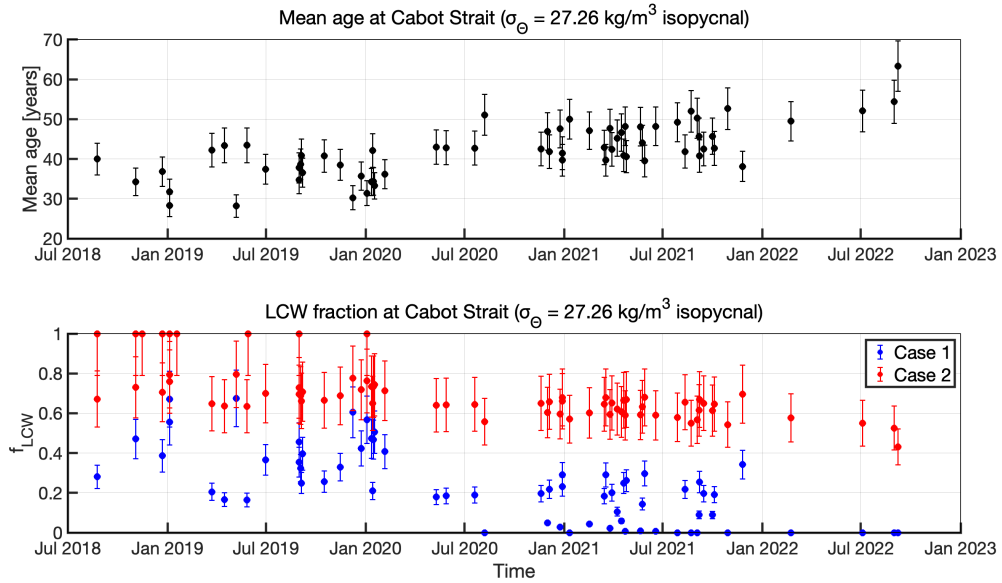 Mean age at Cabot Strait (σ_Θ = 27.26 kg/m³ isopycnal)
Mean age [years]
70
60
50
40
30
20
Jul 2018 Jan 2019 Jul 2019 Jan 2020 Jul 2020 Jan 2021 Jul 2021 Jan 2022 Jul 2022 Jan 2023
LCW fraction at Cabot Strait (σ_Θ = 27.26 kg/m³ isopycnal)
f_LCW
1
0.8
0.6
0.4
0.2
0
Case 1
Case 2
Jul 2018 Jan 2019 Jul 2019 Jan 2020 Jul 2020 Jan 2021 Jul 2021 Jan 2022 Jul 2022 Jan 2023
Time